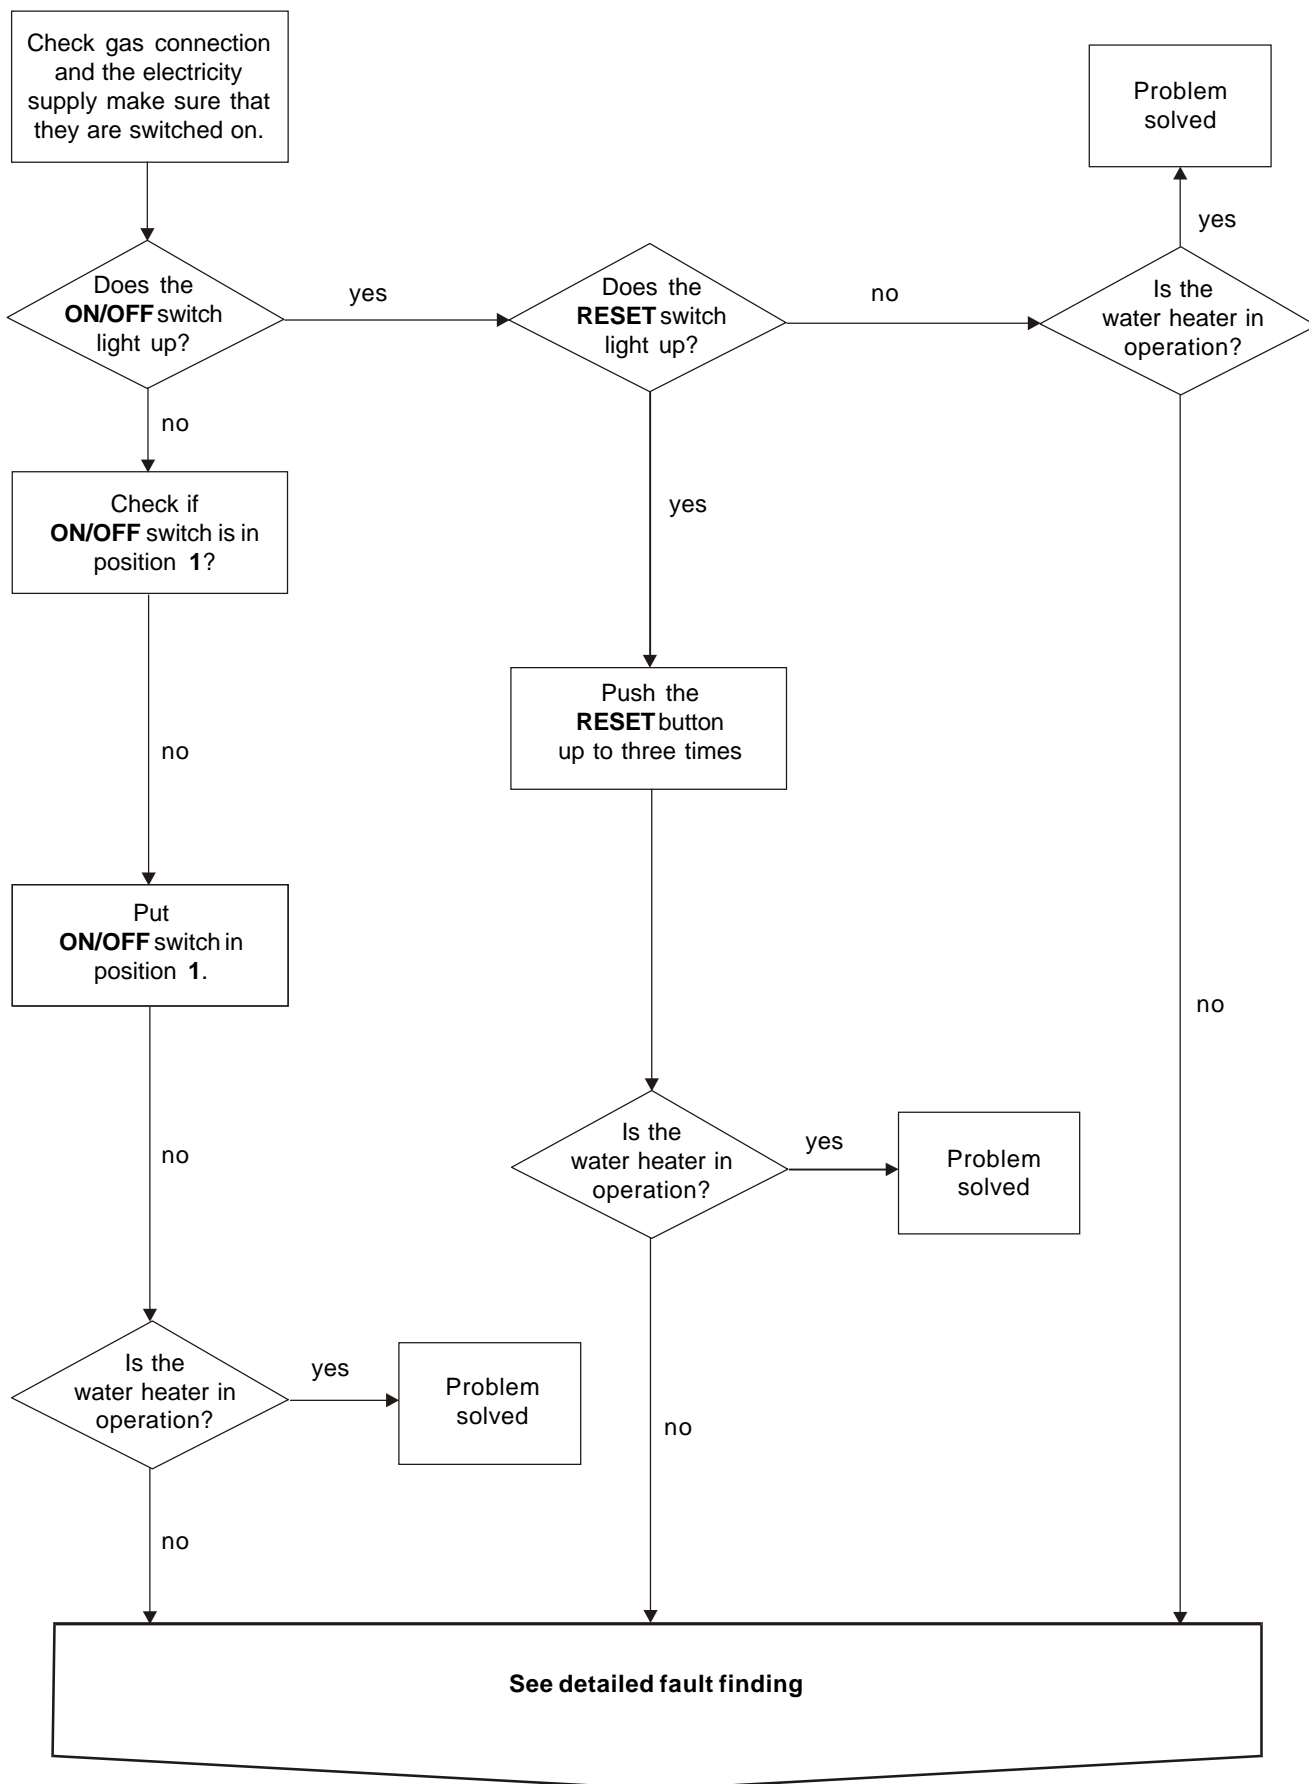 Check gas connection
and the electricity
supply make sure that
they are switched on.
Problem
solved
yes
Does the
ON/OFF switch
light up?
yes
Does the
RESET switch
light up?
no
Is the
water heater in
operation?
no
Check if
ON/OFF switch is in
position 1?
yes
no
Push the
RESET button
up to three times
Put
ON/OFF switch in
position 1.
no
no
Is the
water heater in
operation?
yes
Problem
solved
Is the
water heater in
operation?
yes
Problem
solved
no
no
See detailed fault finding